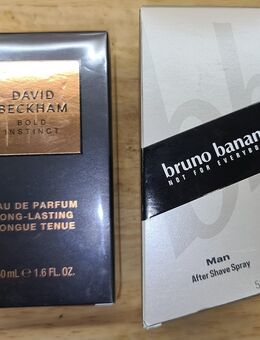 DAVID
BECKHAM
BOLD
INSTINCT
EAU DE PARFUM
LONG-LASTING
LONGUE TENUE
1.6 FL. OZ.
bruno banan
NOT FOR EVERYBO
Man
After Shave Spray